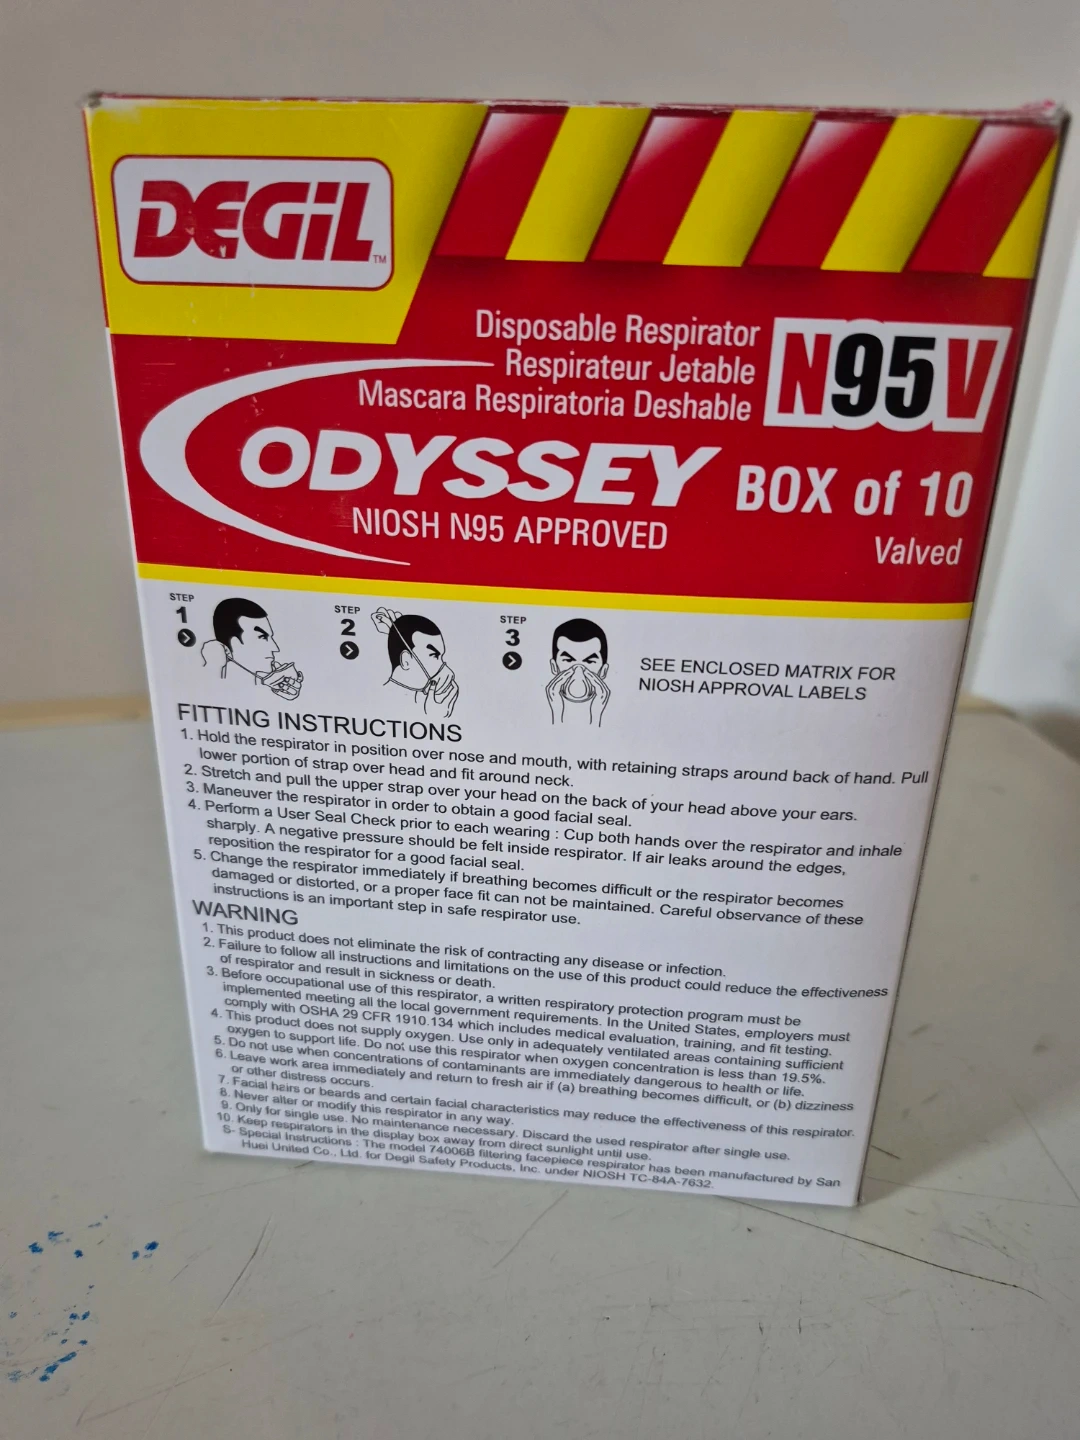 DEGiL
TM
Disposable Respirator
Respirateur Jetable
Mascara Respiratoria Deshable
N95V
ODYSSEY
BOX of 10
NIOSH N95 APPROVED
Valved
STEP
1
STEP
2
STEP
3
SEE ENCLOSED MATRIX FOR
NIOSH APPROVAL LABELS
FITTING INSTRUCTIONS
1. Hold the respirator in position over nose and mouth, with retaining straps around back of hand. Pull
lower portion of strap over head and fit around neck.
2. Stretch and pull the upper strap over your head on the back of your head above your ears.
3. Maneuver the respirator in order to obtain a good facial seal.
4. Perform a User Seal Check prior to each wearing : Cup both hands over the respirator and inhale
sharply. A negative pressure should be felt inside respirator. If air leaks around the edges,
reposition the respirator for a good facial seal.
5. Change the respirator immediately if breathing becomes difficult or the respirator becomes
damaged or distorted, or a proper face fit can not be maintained. Careful observance of these
instructions is an important step in safe respirator use.
WARNING
1. This product does not eliminate the risk of contracting any disease or infection.
2. Failure to follow all instructions and limitations on the use of this product could reduce the effectiveness
of respirator and result in sickness or death.
3. Before occupational use of this respirator, a written respiratory protection program must be
implemented meeting all the local government requirements. In the United States, employers must
comply with OSHA 29 CFR 1910.134 which includes medical evaluation, training, and fit testing.
4. This product does not supply oxygen. Use only in adequately ventilated areas containing sufficient
oxygen to support life. Do not use this respirator when oxygen concentration is less than 19.5%.
5. Do not use when concentrations of contaminants are immediately dangerous to health or life.
6. Leave work area immediately and return to fresh air if (a) breathing becomes difficult, or (b) dizziness
or other distress occurs.
7. Facial hairs or beards and certain facial characteristics may reduce the effectiveness of this respirator.
8. Never alter or modify this respirator in any way.
9. Only for single use. No maintenance necessary. Discard the used respirator after single use.
10. Keep respirators in the display box away from direct sunlight until use.
S- Special Instructions : The model 74006B filtering facepiece respirator has been manufactured by San
Huei United Co., Ltd. for Degil Safety Products, Inc. under NIOSH TC-84A-7632.